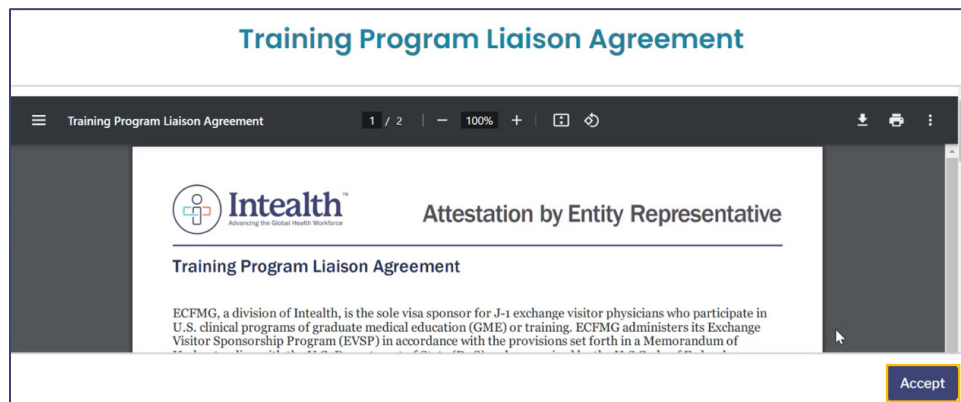 Training Program Liaison Agreement
Training Program Liaison Agreement
1 / 2
100%
Intealth™
Advancing the Global Health Workforce
Attestation by Entity Representative
Training Program Liaison Agreement
ECFMG, a division of Intealth, is the sole visa sponsor for J-1 exchange visitor physicians who participate in
U.S. clinical programs of graduate medical education (GME) or training. ECFMG administers its Exchange
Visitor Sponsorship Program (EVSP) in accordance with the provisions set forth in a Memorandum of
Accept